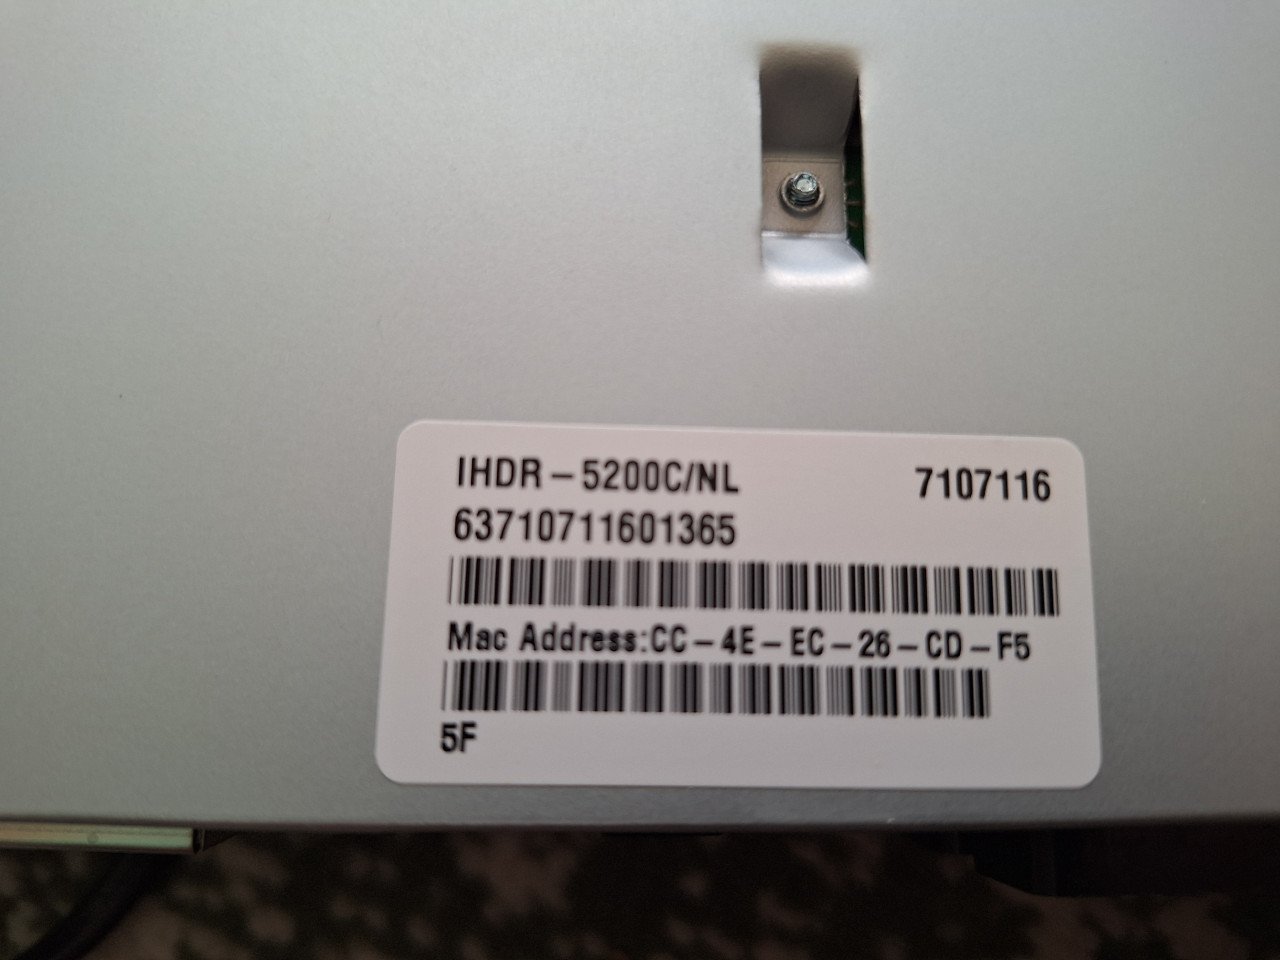 IHDR-5200C/NL 7107116
63710711601365
Mac Address:CC-4E-EC-26-CD-F5
5F